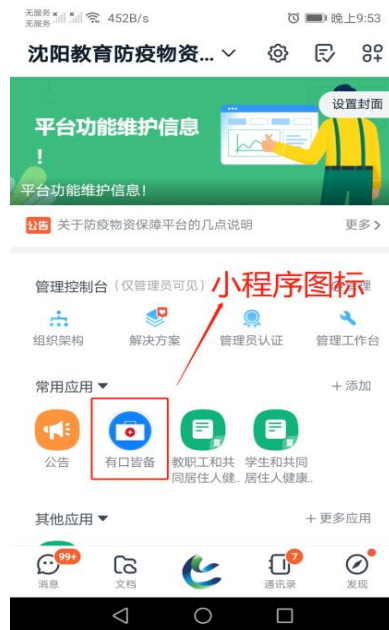 无服务
无服务
452B/s
晚上9:53
沈阳教育防疫物资...
设置封面
平台功能维护信息
!
平台功能维护信息!
公告 关于防疫物资保障平台的几点说明 更多>
管理控制台(仅管理员可见)
小程序图标
组织架构 解决方案 管理员认证 管理工作台
常用应用▼ +添加
公告 有口皆备 教职工和共 学生和共同
同居住人健.. 居住人健康..
其他应用▼ +更多应用
99+
7
消息 文档 通讯录 发现